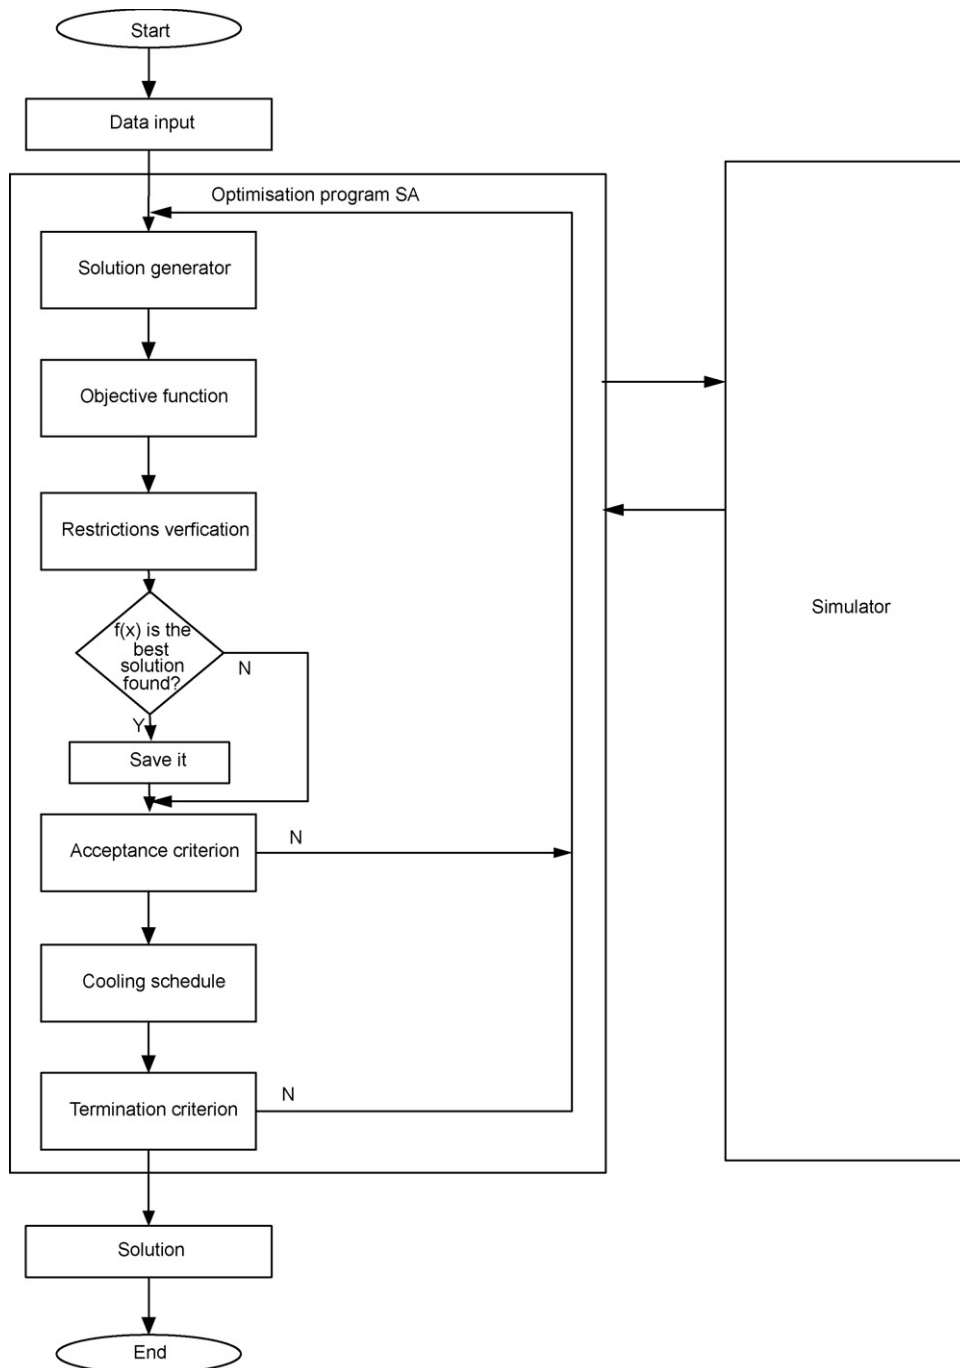 Start
Data input
Optimisation program SA
Solution generator
Objective function
Restrictions verfication
f(x) is the
best
solution
found?
N
Y
Save it
Acceptance criterion
N
Cooling schedule
Termination criterion
N
Solution
End
Simulator